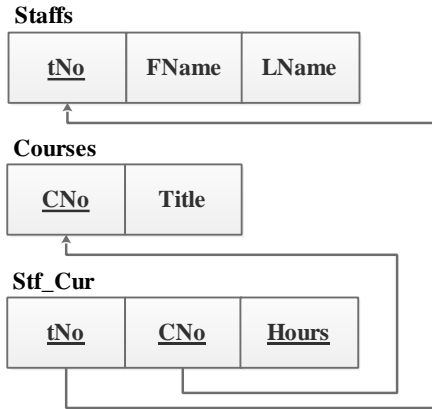 Staffs
tNo FName LName
Courses
CNo Title
Stf_Cur
tNo CNo Hours